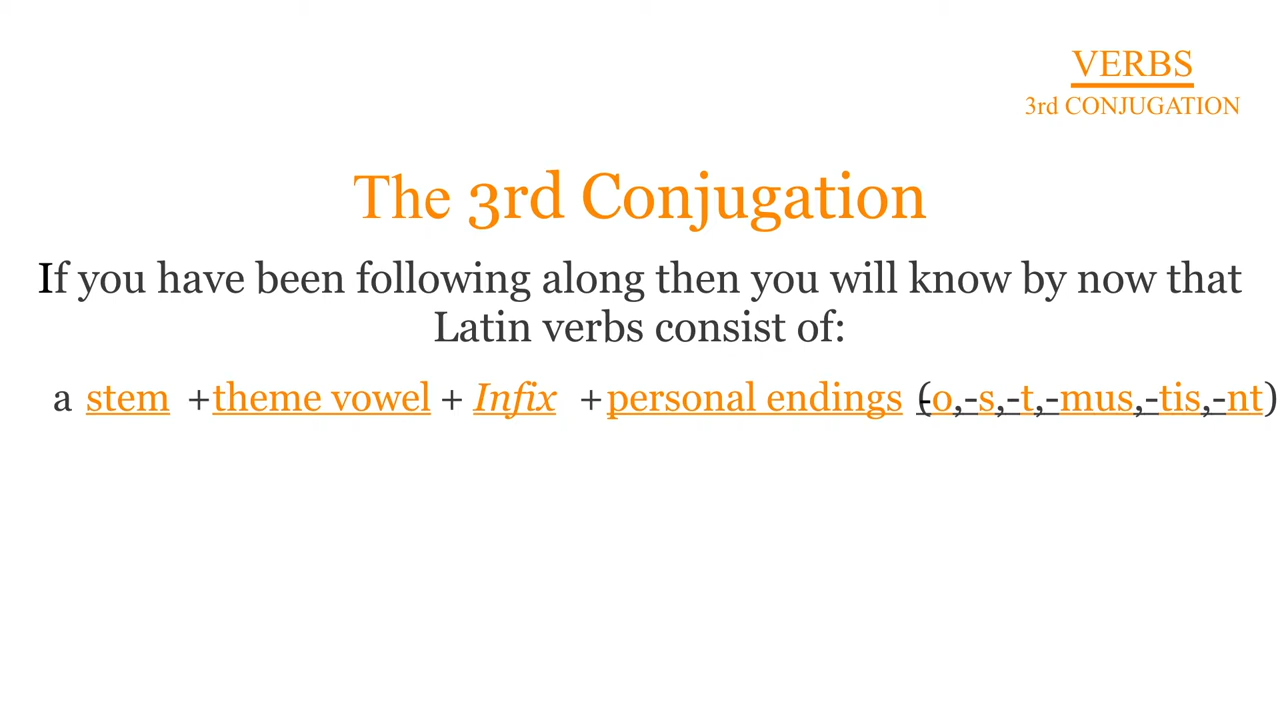 VERBS
3rd CONJUGATION
The 3rd Conjugation
If you have been following along then you will know by now that
Latin verbs consist of:
a stem +theme vowel + Infix +personal endings (-o,-s,-t,-mus,-tis,-nt)